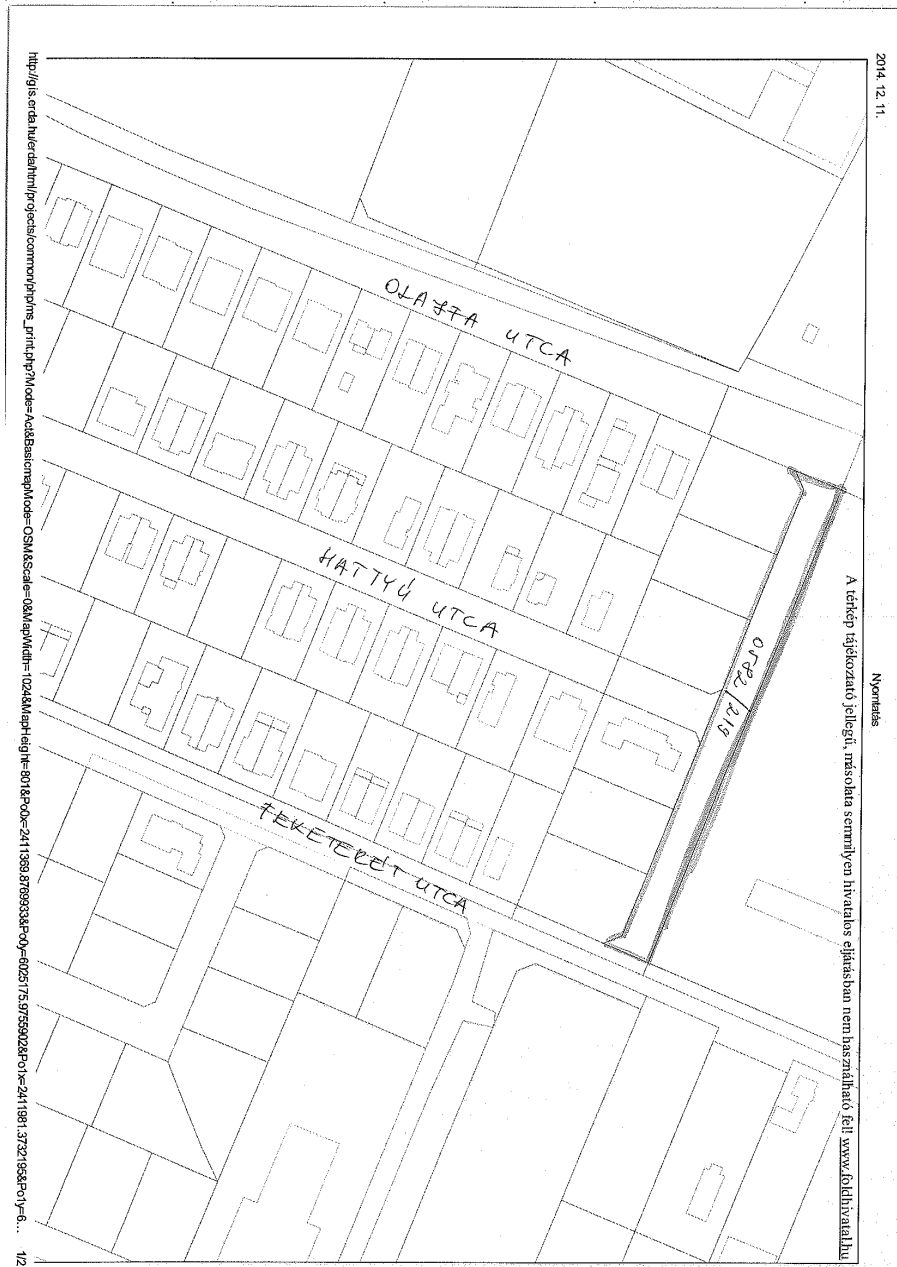 2014. 12. 11.
Nyomtatás
A térkép tájékoztató jellegű, másolata semmilyen hivatalos eljárásban nem használható fel! www.foldhivatal.hu
OLAJFA UTCA
0582/219
HATTYÚ UTCA
FEKETERÉT UTCA
http://gis.erda.hu/erda/html/projects/common/php/ms_print.php?Mode=Act&BasicmapMode=OSM&Scale=0&MapWidth=1024&MapHeight=801&Po0x=2411369.8769933&Po0y=6025175.9755902&Po1x=2411981.3732195&Po1y=6...
1/2